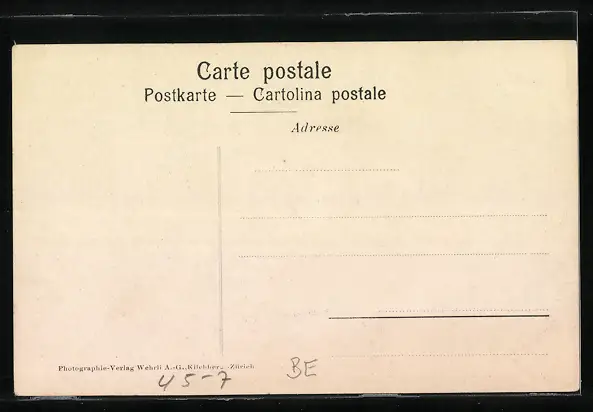 Carte postale
Postkarte — Cartolina postale
Adresse
Photographie-Verlag Wehrli A.-G., Kilchberg-Zürich
45-7
BE